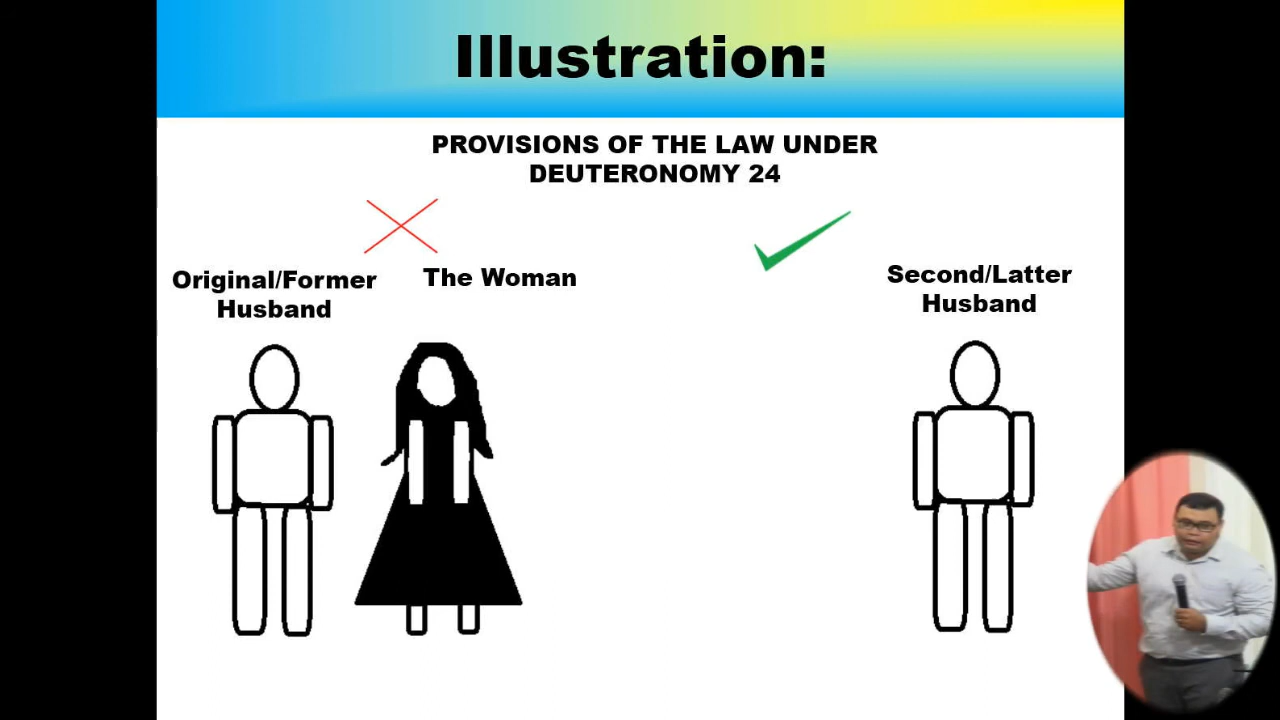 Illustration:
PROVISIONS OF THE LAW UNDER
DEUTERONOMY 24
Original/Former
Husband
The Woman
Second/Latter
Husband